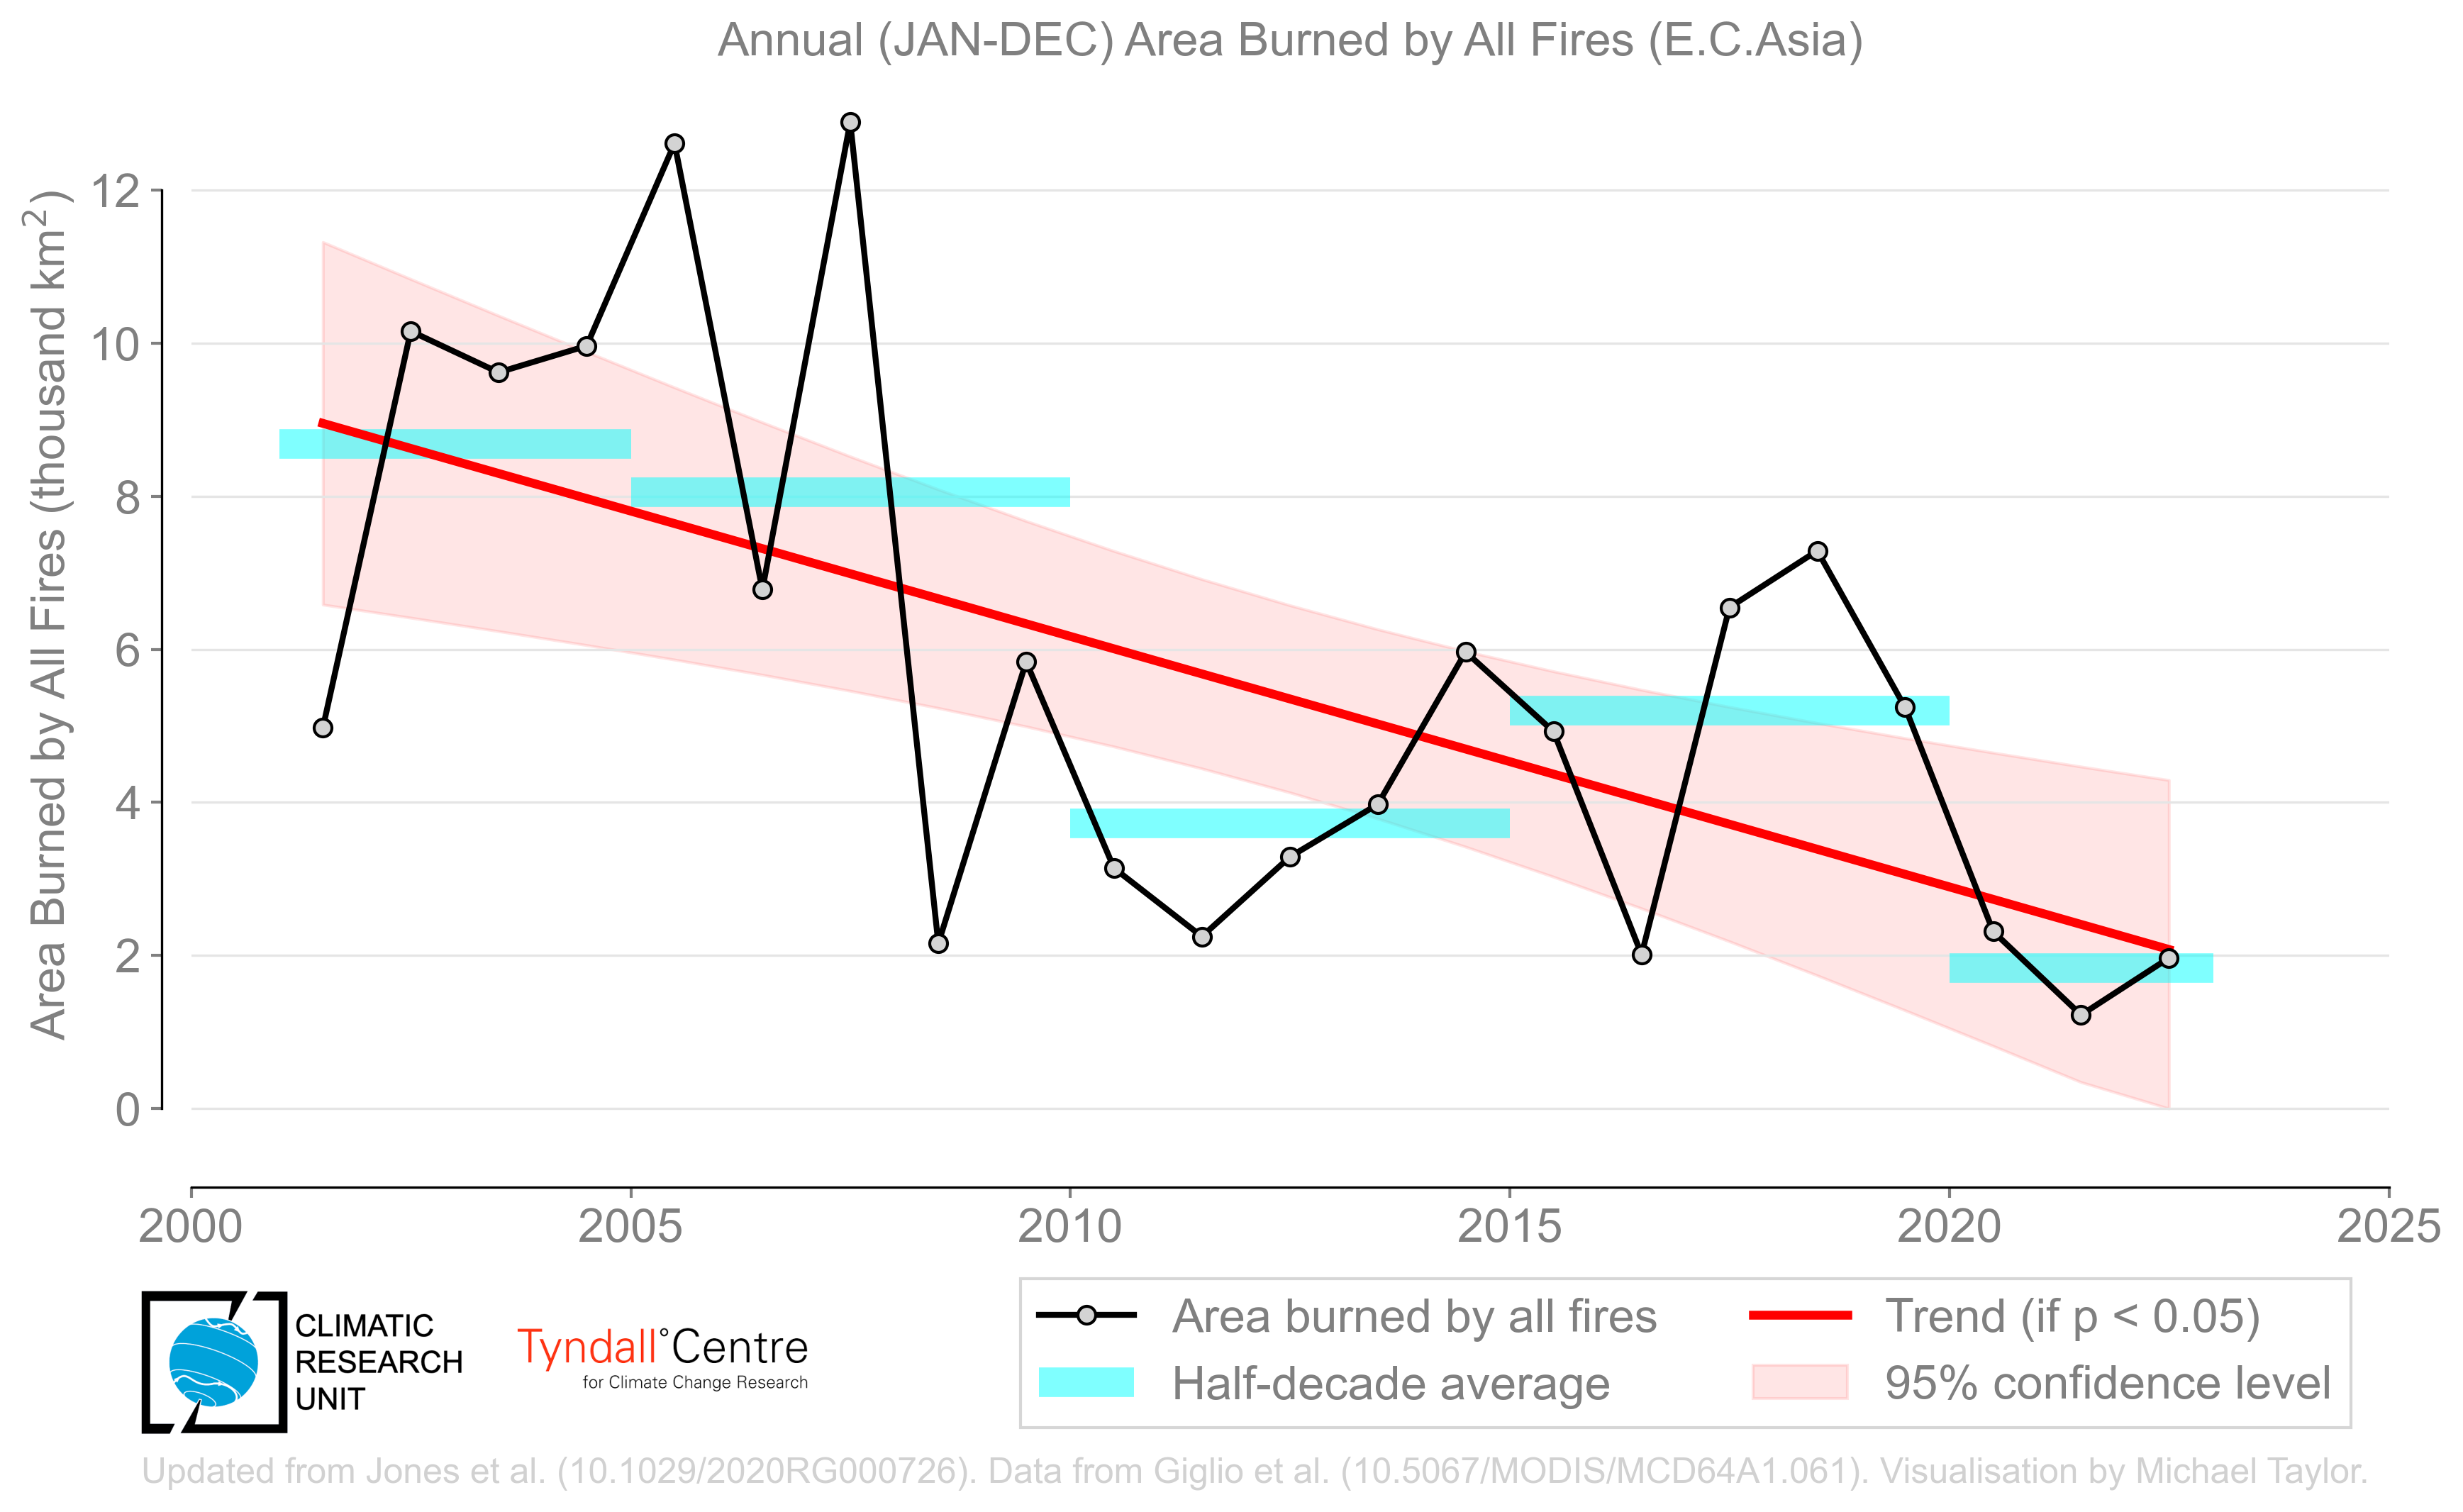 Annual (JAN-DEC) Area Burned by All Fires (E.C.Asia)
Area Burned by All Fires (thousand km²)
12
10
8
6
4
2
0
2000 2005 2010 2015 2020 2025
CLIMATIC
RESEARCH
UNIT
Tyndall°Centre
for Climate Change Research
Area burned by all fires
Half-decade average
Trend (if p < 0.05)
95% confidence level
Updated from Jones et al. (10.1029/2020RG000726). Data from Giglio et al. (10.5067/MODIS/MCD64A1.061). Visualisation by Michael Taylor.